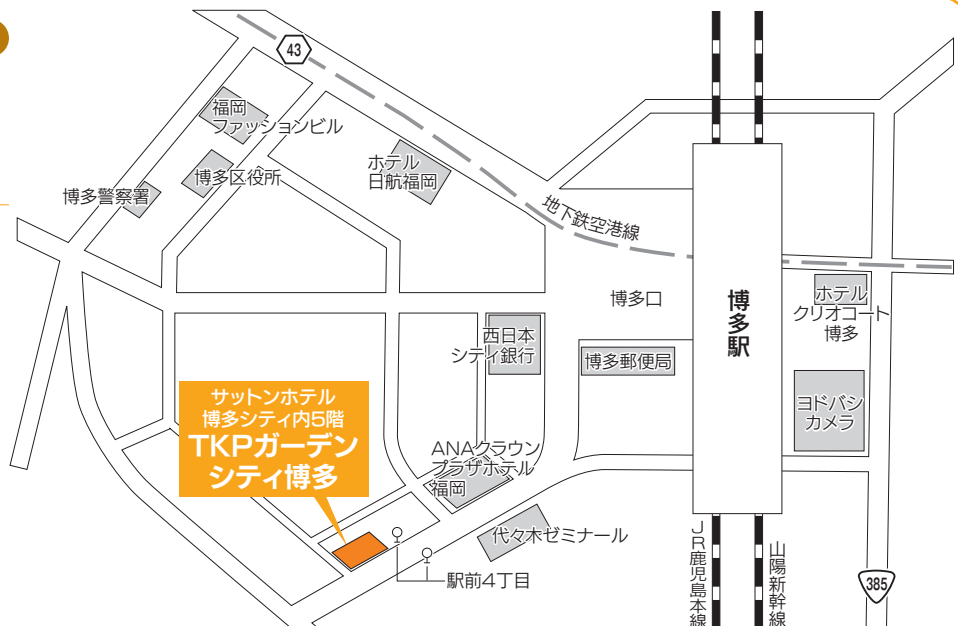 43
福岡
ファッションビル
ホテル
日航福岡
博多区役所
博多警察署
地下鉄空港線
博多口
博多駅
ホテル
クリオコート
博多
西日本
シティ銀行
博多郵便局
ヨドバシ
カメラ
サットンホテル
博多シティ内5階
TKPガーデン
シティ博多
ANAクラウン
プラザホテル
福岡
代々木ゼミナール
駅前4丁目
JR鹿児島本線
山陽新幹線
385